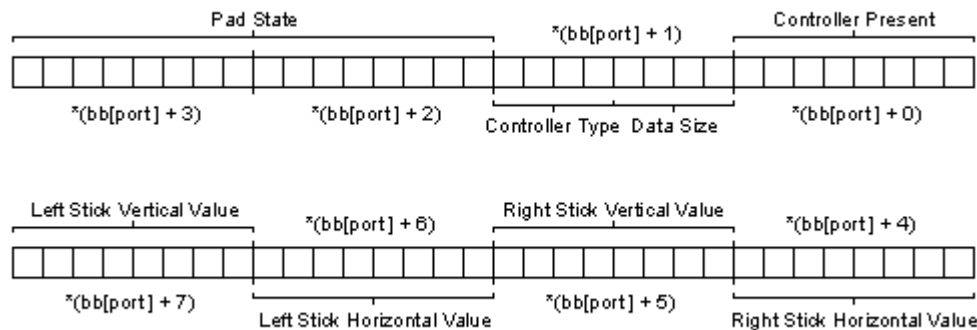 Pad State
*(bb[port] + 1)
Controller Present
*(bb[port] + 3)
*(bb[port] + 2)
Controller Type
Data Size
*(bb[port] + 0)
Left Stick Vertical Value
*(bb[port] + 6)
Right Stick Vertical Value
*(bb[port] + 4)
*(bb[port] + 7)
Left Stick Horizontal Value
*(bb[port] + 5)
Right Stick Horizontal Value